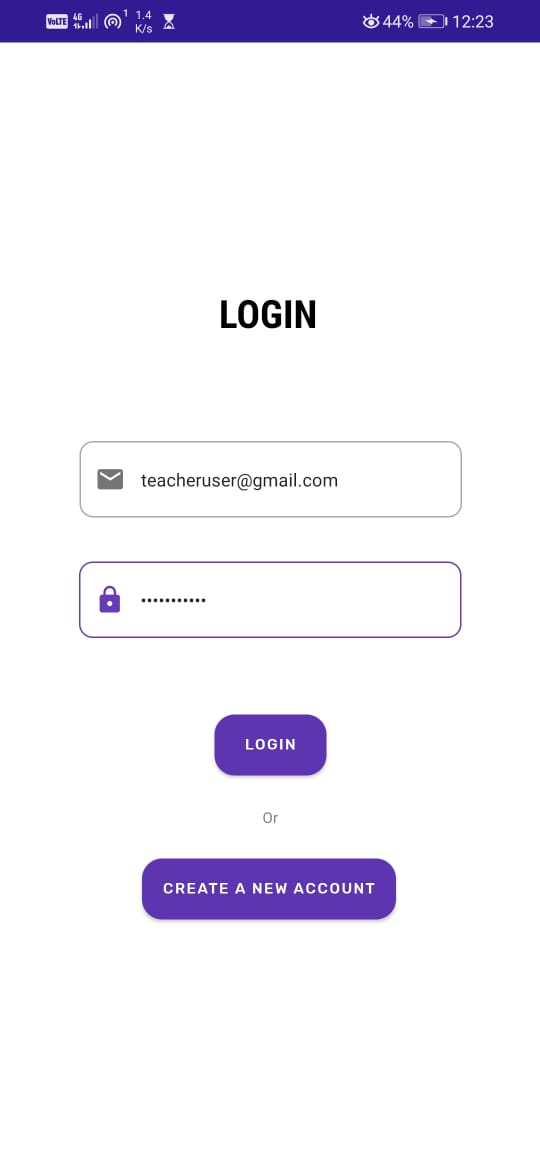 VoLTE 4G 1 1.4 K/s 44% 12:23
LOGIN
teacheruser@gmail.com
•••••••••••
LOGIN
Or
CREATE A NEW ACCOUNT